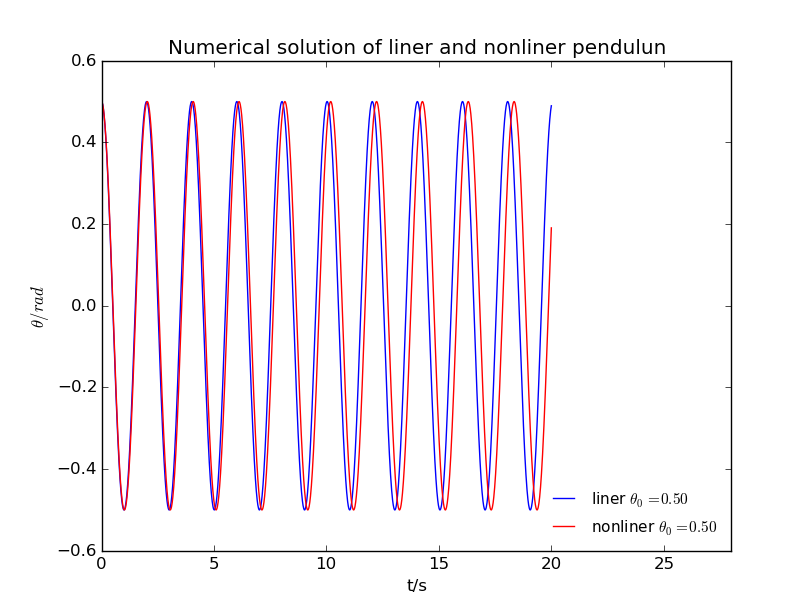 Numerical solution of liner and nonliner pendulun
0.6
0.4
0.2
0.0
−0.2
−0.4
−0.6
θ/rad
liner θ₀ =0.50
nonliner θ₀ =0.50
0 5 10 15 20 25
t/s